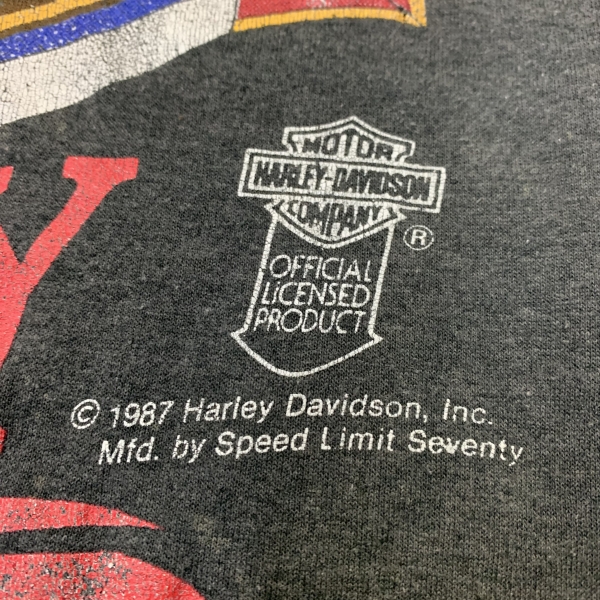 Y
MOTOR
HARLEY-DAVIDSON
COMPANY
®
OFFICIAL
LiCENSED
PRODUCT
© 1987 Harley Davidson, Inc.
Mfd. by Speed Limit Seventy